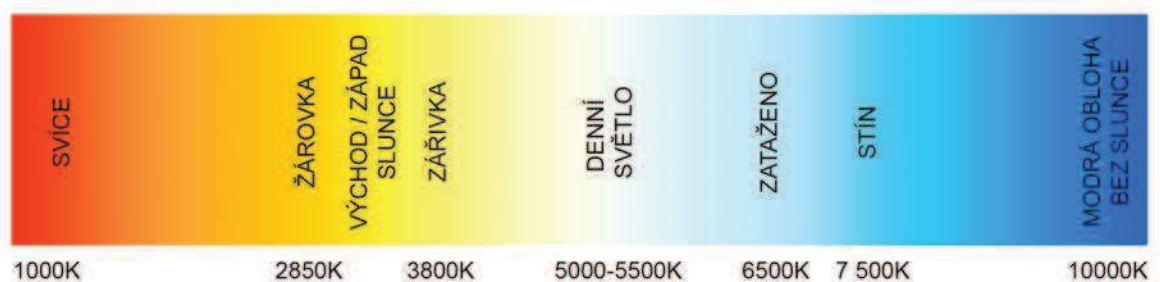 SVÍCE
ŽÁROVKA
VÝCHOD / ZÁPAD
SLUNCE
ZÁŘIVKA
DENNÍ
SVĚTLO
ZATAŽENO
STÍN
MODRÁ OBLOHA
BEZ SLUNCE
1000K
2850K
3800K
5000-5500K
6500K
7 500K
10000K